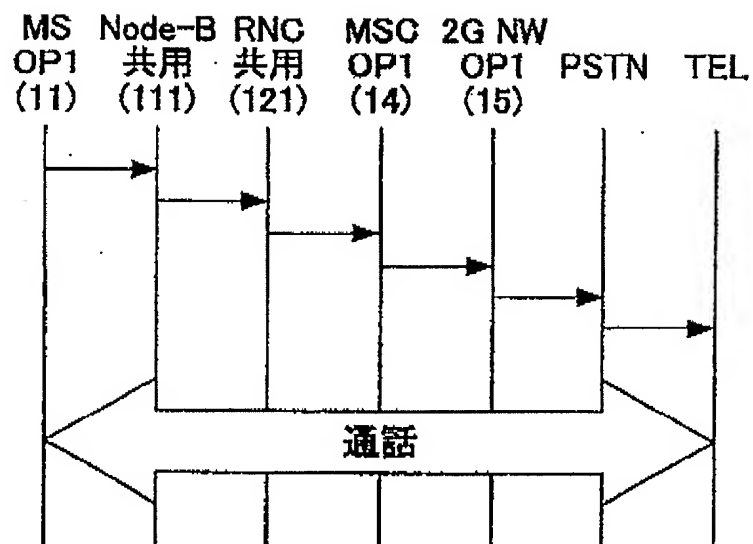 MS Node-B RNC MSC 2G NW
OP1 共用 共用 OP1 OP1 PSTN TEL
(11) (111) (121) (14) (15)
通話